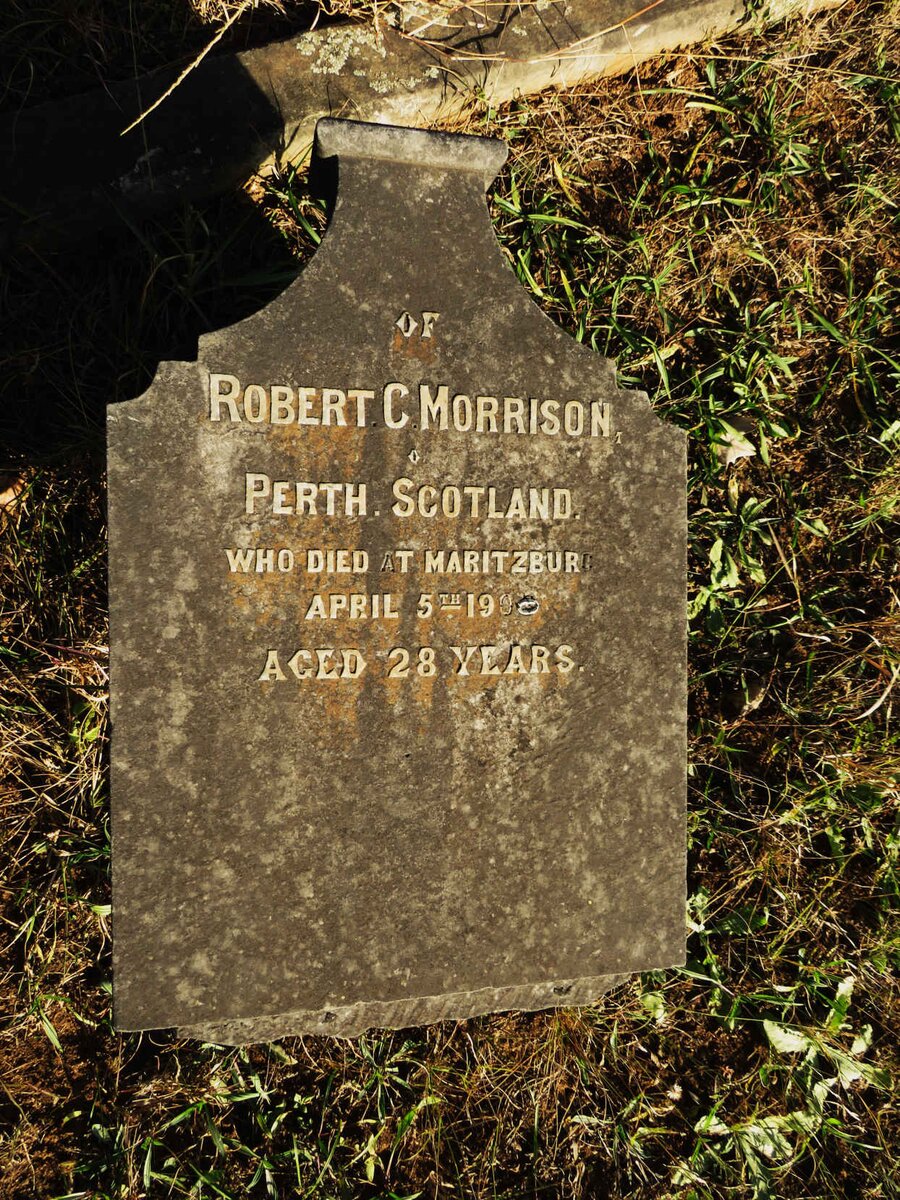 OF
ROBERT. C. MORRISON,
PERTH. SCOTLAND.
WHO DIED AT MARITZBURG
APRIL 5TH
AGED 28 YEARS.